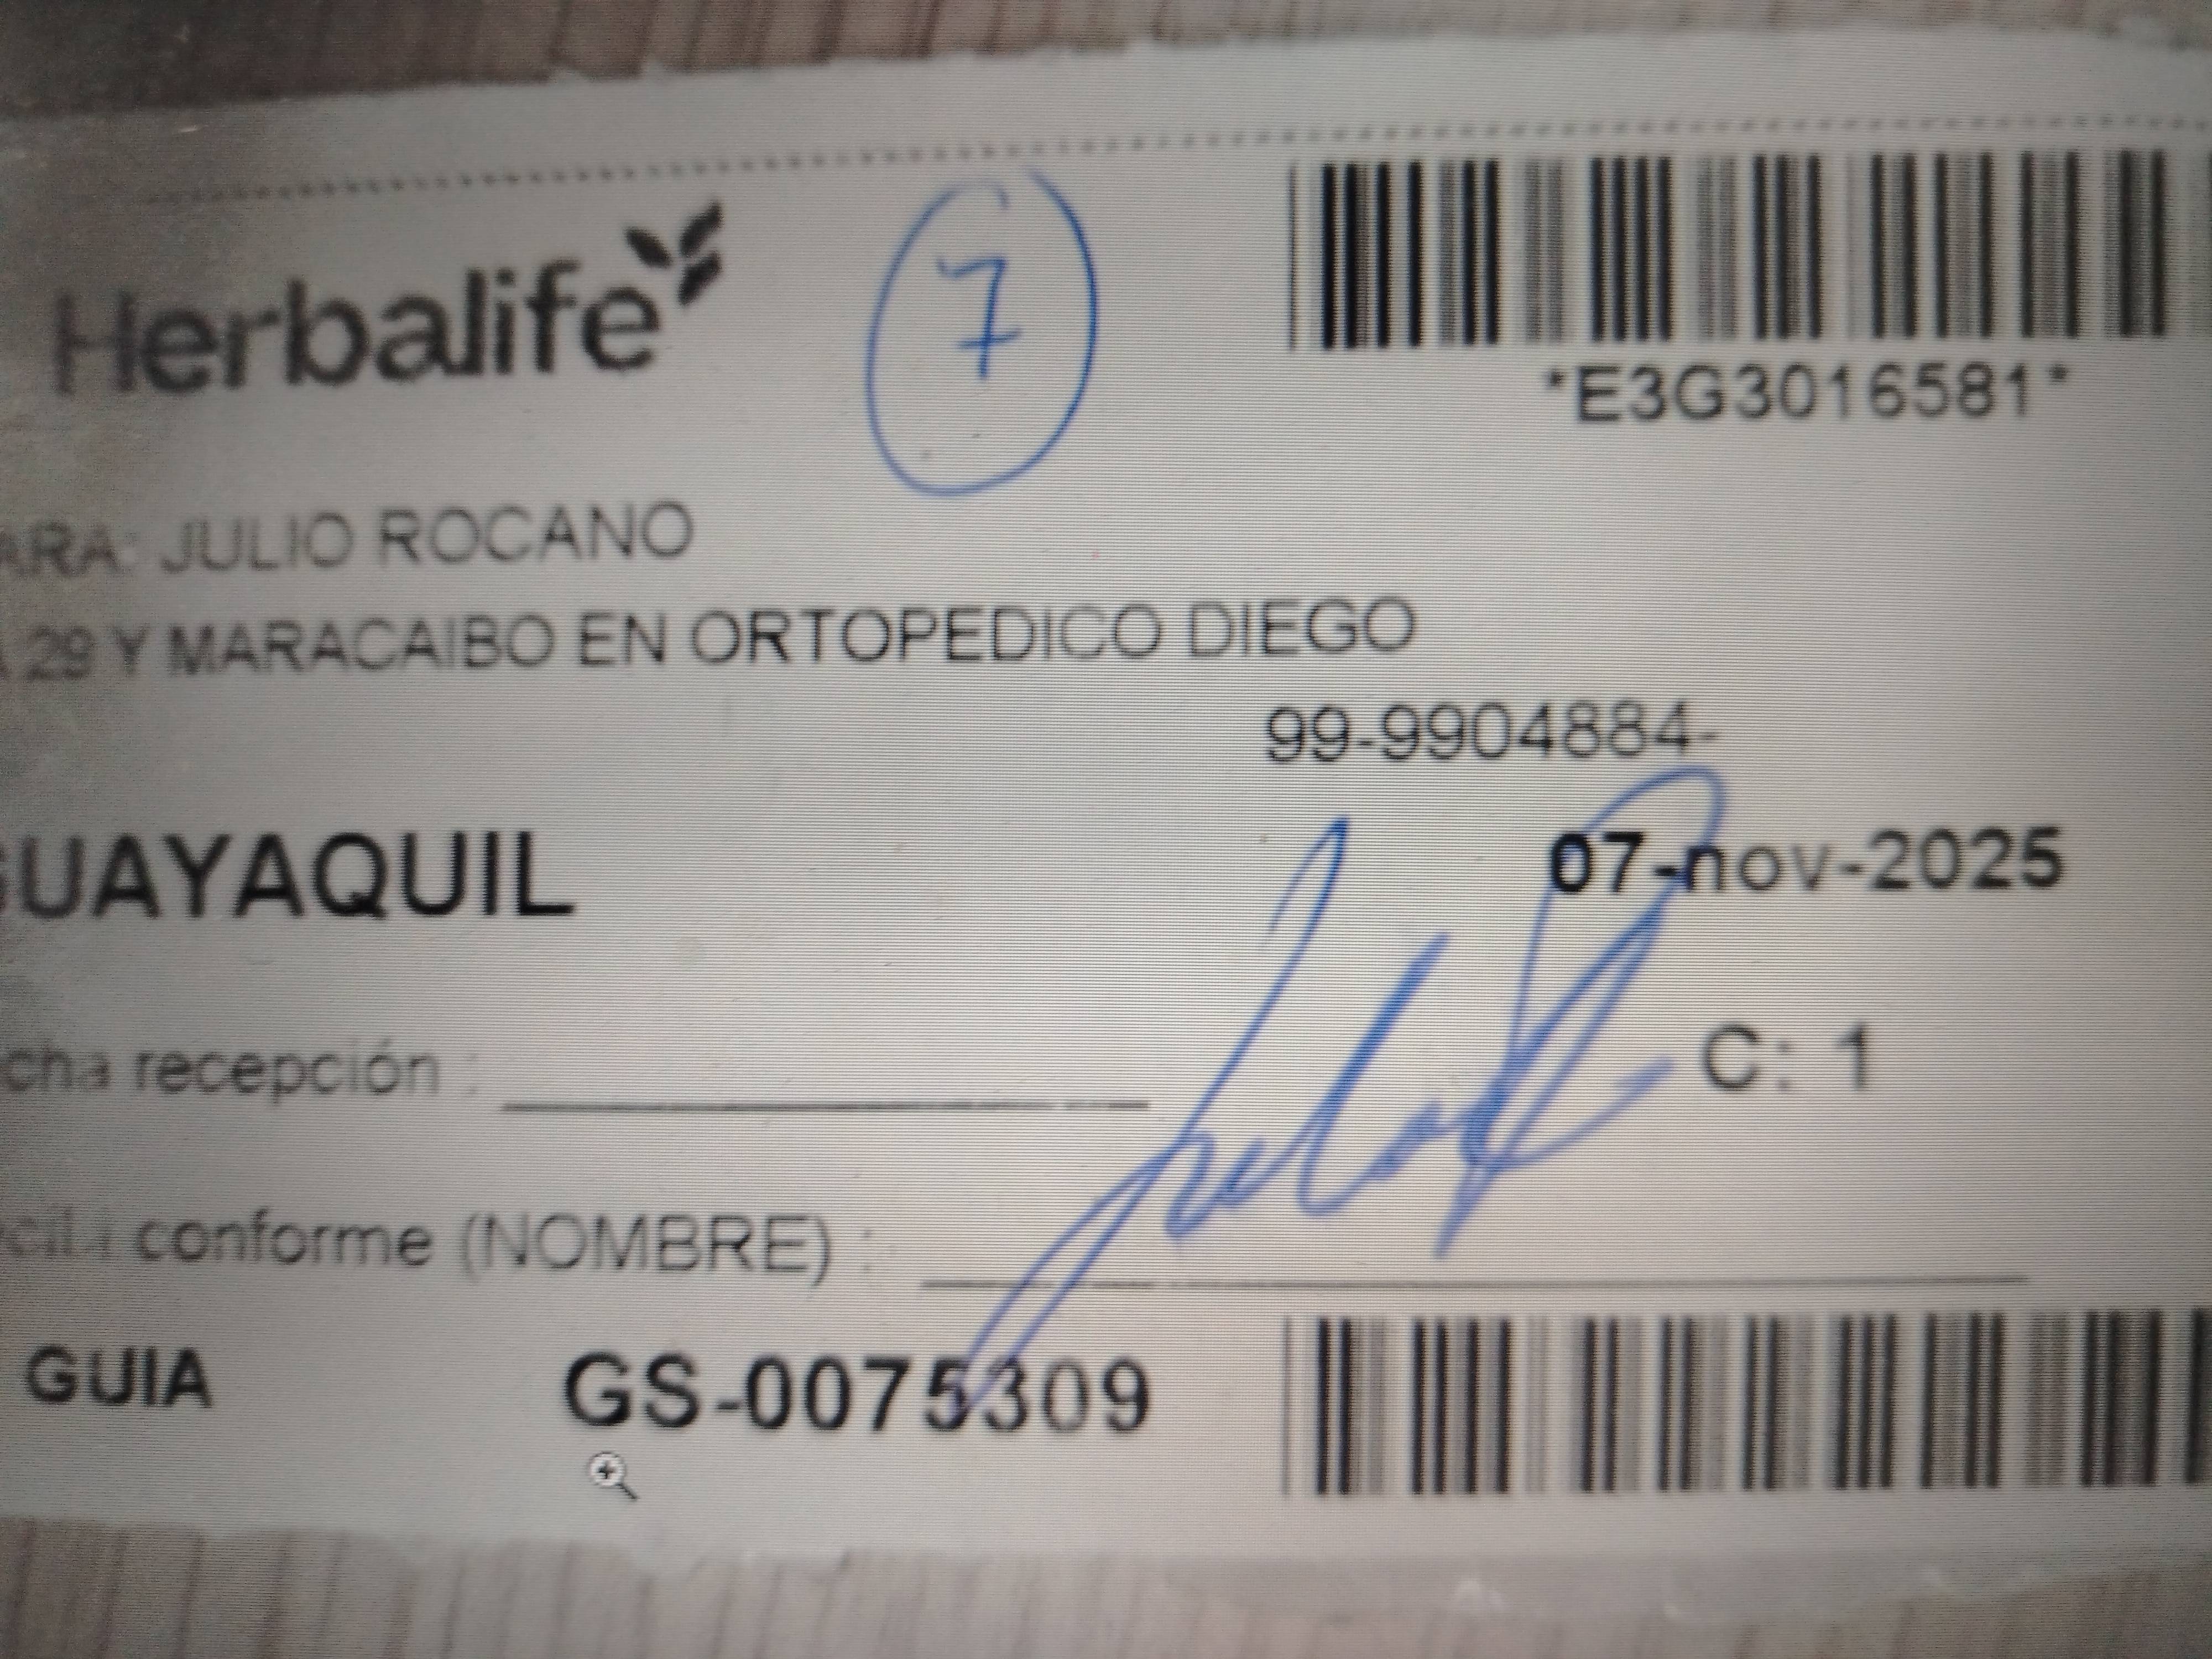 Herbalife
7
*E3G3016581*
ARA: JULIO ROCANO
29 Y MARACAIBO EN ORTOPEDICO DIEGO
99-9904884-
GUAYAQUIL
07-nov-2025
cha recepción :
C: 1
conforme (NOMBRE) :
GUIA GS-0075309